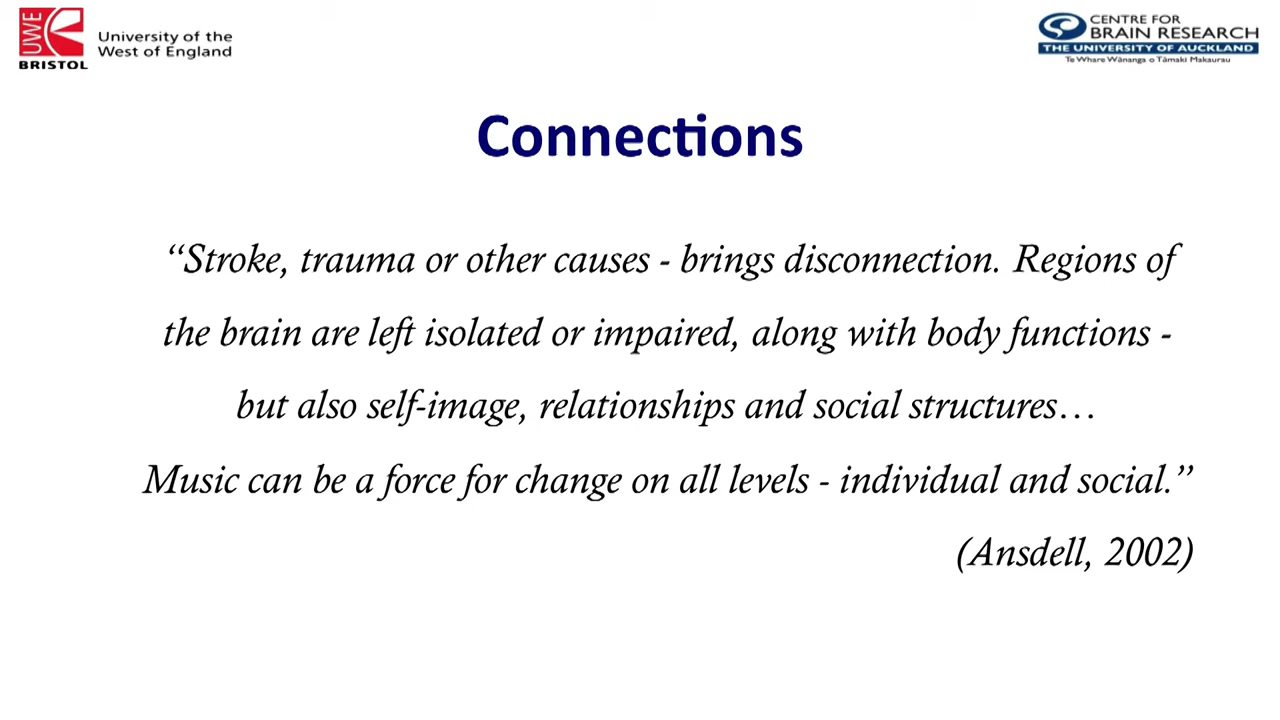 UWE
BRISTOL
University of the
West of England
CENTRE FOR
BRAIN RESEARCH
THE UNIVERSITY OF AUCKLAND
Te Whare Wānanga o Tāmaki Makaurau
Connections
“Stroke, trauma or other causes - brings disconnection. Regions of
the brain are left isolated or impaired, along with body functions -
but also self-image, relationships and social structures…
Music can be a force for change on all levels - individual and social.”
(Ansdell, 2002)